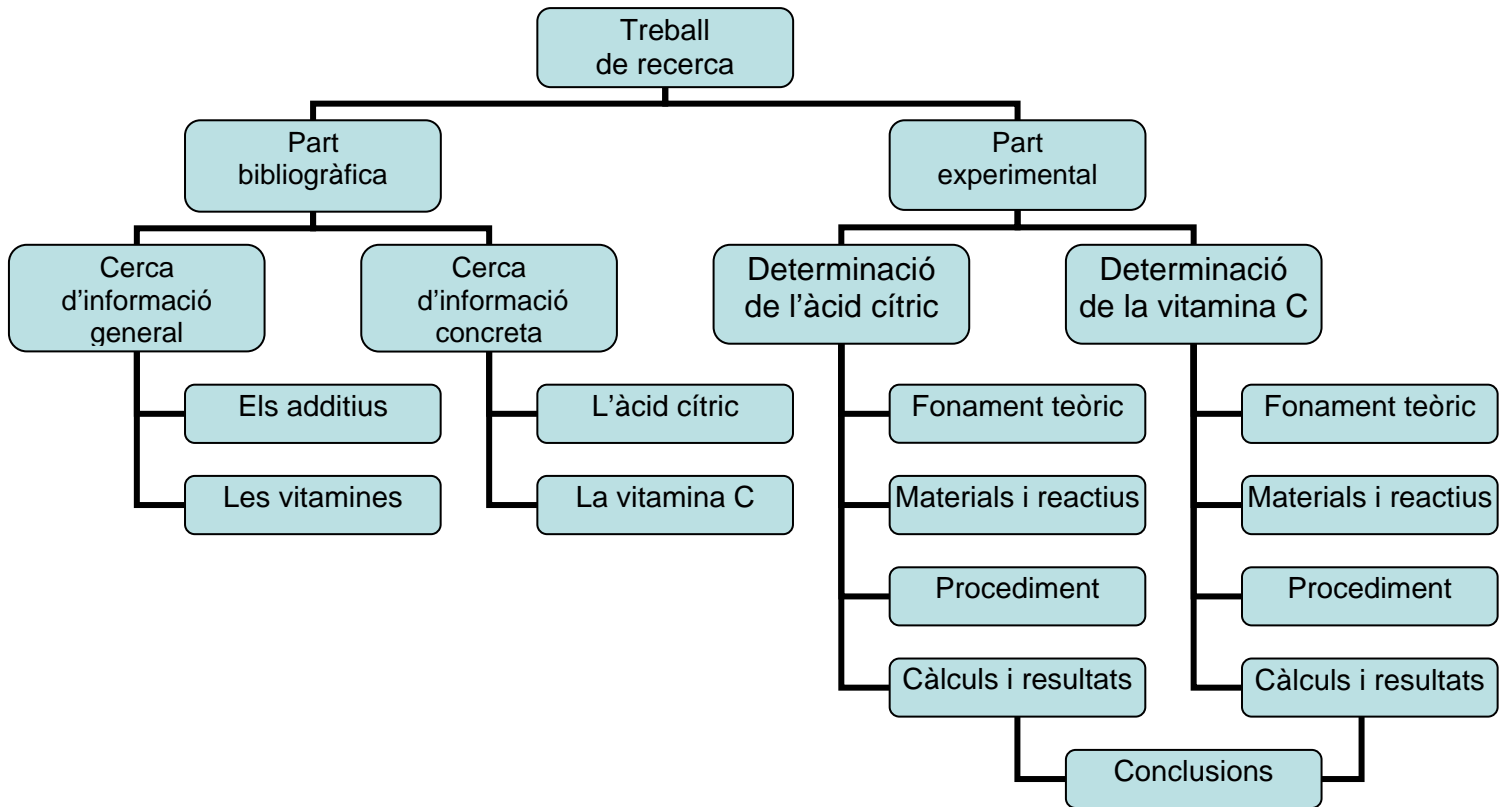 Treball
de recerca
Part
bibliogràfica
Part
experimental
Cerca
d’informació
general
Cerca
d’informació
concreta
Determinació
de l’àcid cítric
Determinació
de la vitamina C
Els additius
L’àcid cítric
Fonament teòric
Fonament teòric
Les vitamines
La vitamina C
Materials i reactius
Materials i reactius
Procediment
Procediment
Càlculs i resultats
Càlculs i resultats
Conclusions